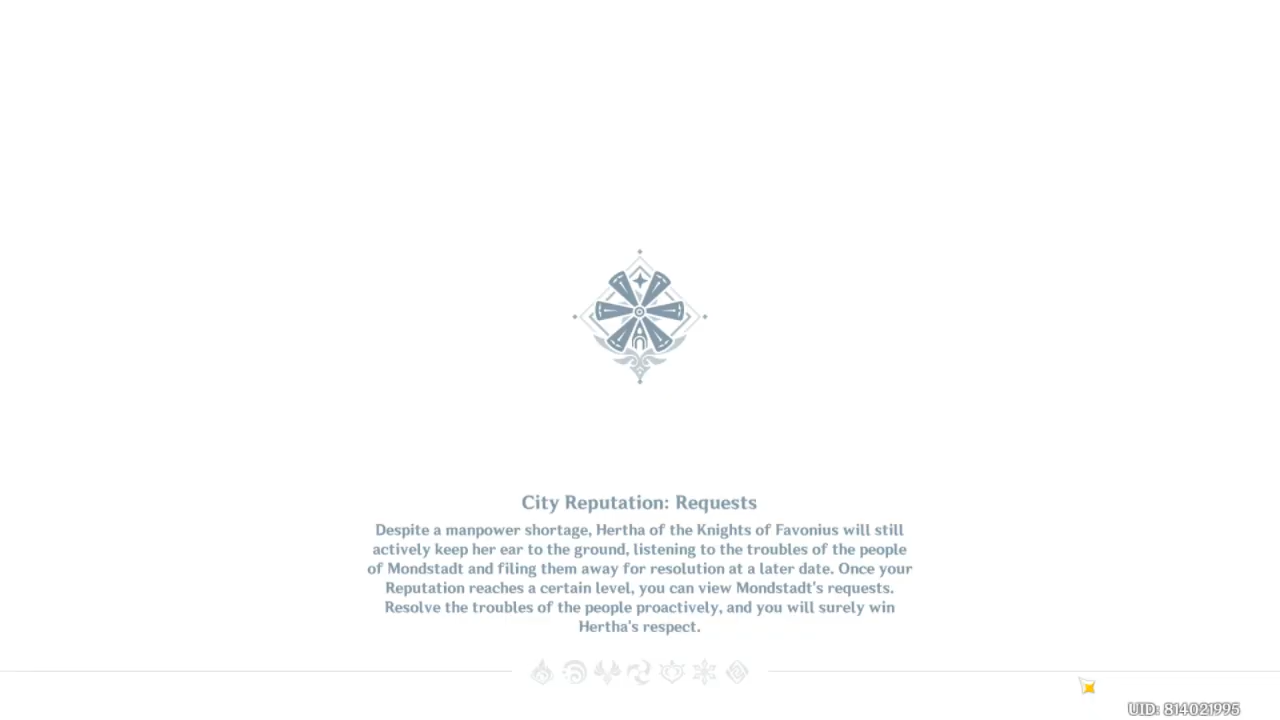 City Reputation: Requests
Despite a manpower shortage, Hertha of the Knights of Favonius will still
actively keep her ear to the ground, listening to the troubles of the people
of Mondstadt and filing them away for resolution at a later date. Once your
Reputation reaches a certain level, you can view Mondstadt's requests.
Resolve the troubles of the people proactively, and you will surely win
Hertha's respect.
UID: 814021995